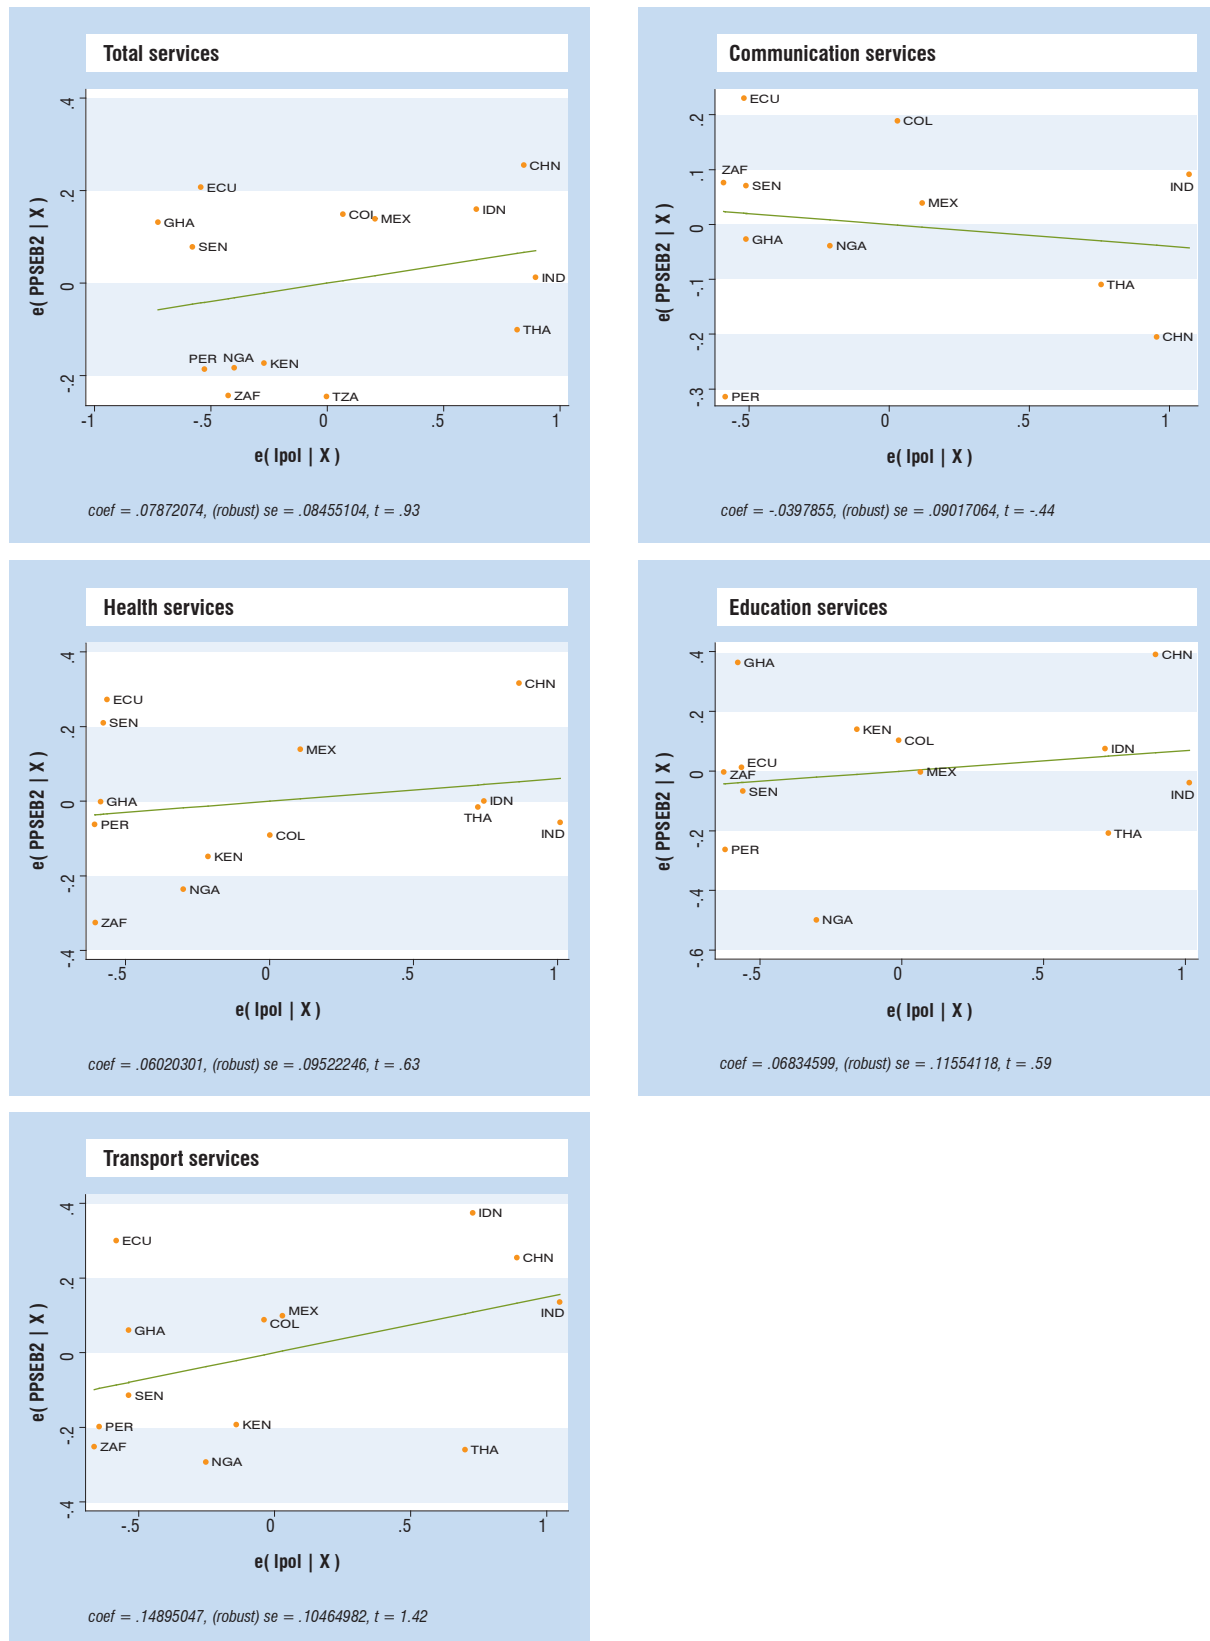 Total services
.4
.2
0
-.2
e( PPSEB2 | X )
ECU
GHA
SEN
COL
MEX
IDN
CHN
IND
THA
PER
NGA
KEN
ZAF
TZA
-1
-.5
0
.5
1
e( lpol | X )
coef = .07872074, (robust) se = .08455104, t = .93
Communication services
.2
.1
0
-.1
-.2
-.3
e( PPSEB2 | X )
ECU
COL
ZAF
SEN
IND
MEX
GHA
NGA
THA
CHN
PER
-.5
0
.5
1
e( lpol | X )
coef = -.0397855, (robust) se = .09017064, t = -.44
Health services
.4
.2
0
-.2
-.4
e( PPSEB2 | X )
CHN
ECU
SEN
MEX
GHA
IDN
THA
PER
IND
COL
KEN
NGA
ZAF
-.5
0
.5
1
e( lpol | X )
coef = .06020301, (robust) se = .09522246, t = .63
Education services
.4
.2
0
-.2
-.4
-.6
e( PPSEB2 | X )
CHN
GHA
KEN
COL
IDN
ECU
ZAF
MEX
SEN
IND
THA
PER
NGA
-.5
0
.5
1
e( lpol | X )
coef = .06834599, (robust) se = .11554118, t = .59
Transport services
.4
.2
0
-.2
-.4
e( PPSEB2 | X )
IDN
ECU
CHN
MEX
IND
COL
GHA
SEN
PER
KEN
ZAF
THA
NGA
-.5
0
.5
1
e( lpol | X )
coef = .14895047, (robust) se = .10464982, t = 1.42